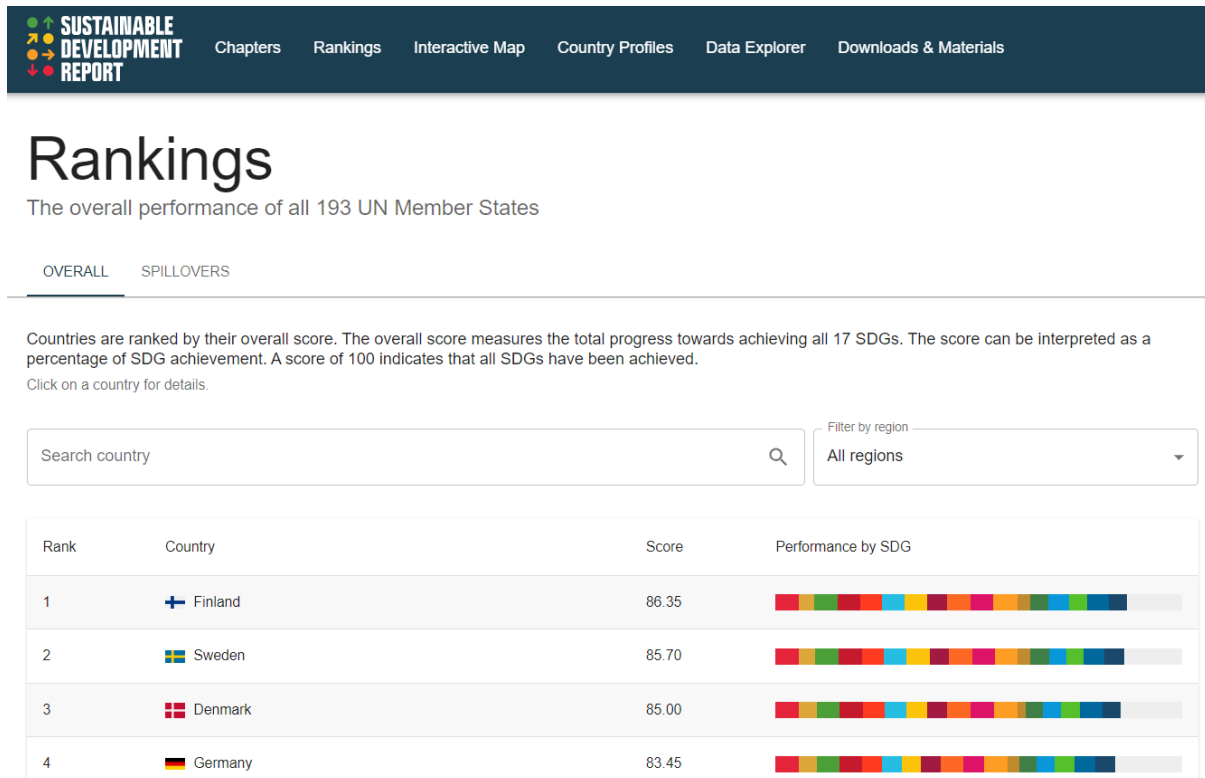 SUSTAINABLE
DEVELOPMENT
REPORT
Chapters Rankings Interactive Map Country Profiles Data Explorer Downloads & Materials
Rankings
The overall performance of all 193 UN Member States
OVERALL SPILLOVERS
Countries are ranked by their overall score. The overall score measures the total progress towards achieving all 17 SDGs. The score can be interpreted as a
percentage of SDG achievement. A score of 100 indicates that all SDGs have been achieved.
Click on a country for details.
Filter by region
Search country All regions
Rank Country Score Performance by SDG
1 Finland 86.35
2 Sweden 85.70
3 Denmark 85.00
4 Germany 83.45